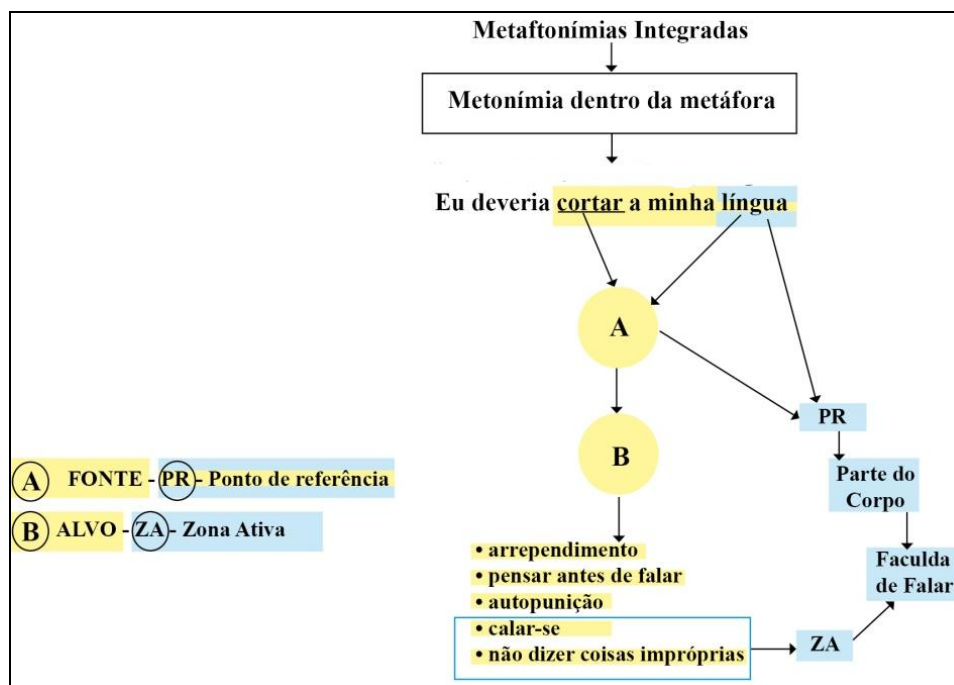 Metaftonímias Integradas
Metonímia dentro da metáfora
Eu deveria cortar a minha língua
A
B
PR
Parte do
Corpo
Faculda
de Falar
ZA
A FONTE - PR - Ponto de referência
B ALVO - ZA - Zona Ativa
• arrependimento
• pensar antes de falar
• autopunição
• calar-se
• não dizer coisas impróprias